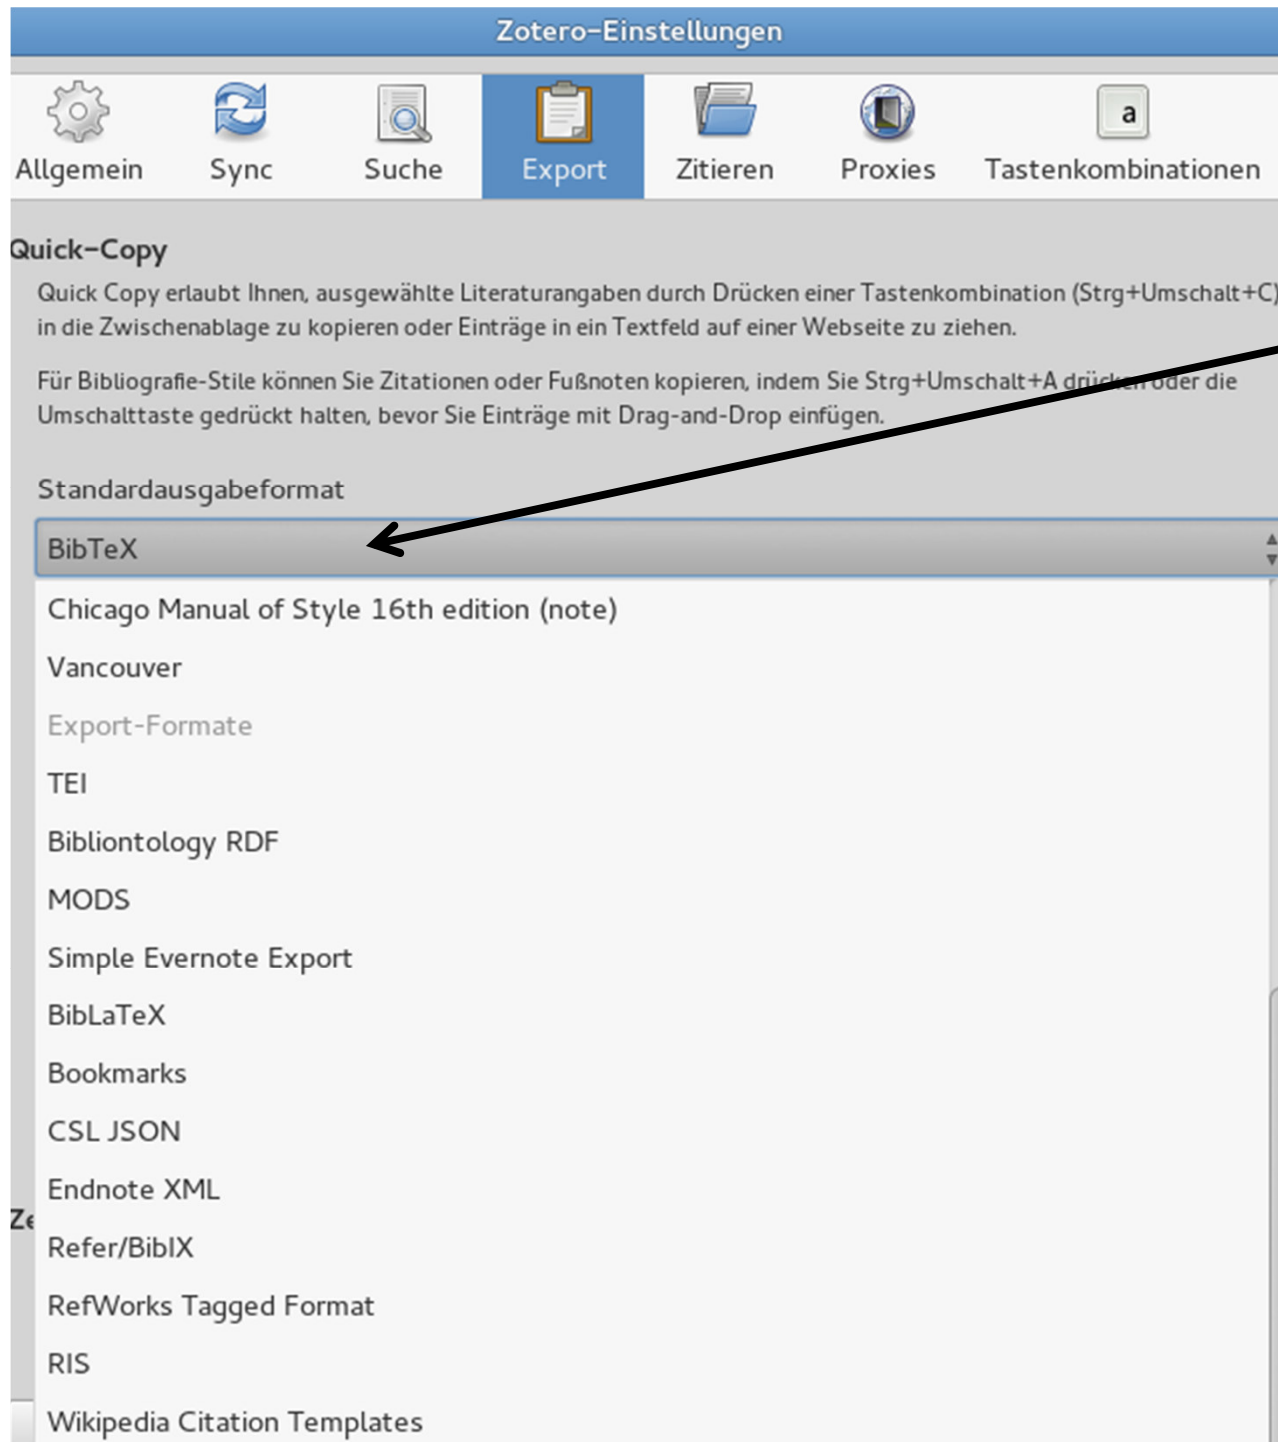 Zotero-Einstellungen
Allgemein Sync Suche Export Zitieren Proxies a Tastenkombinationen
Quick-Copy
Quick Copy erlaubt Ihnen, ausgewählte Literaturangaben durch Drücken einer Tastenkombination (Strg+Umschalt+C)
in die Zwischenablage zu kopieren oder Einträge in ein Textfeld auf einer Webseite zu ziehen.
Für Bibliografie-Stile können Sie Zitationen oder Fußnoten kopieren, indem Sie Strg+Umschalt+A drücken oder die
Umschalttaste gedrückt halten, bevor Sie Einträge mit Drag-and-Drop einfügen.
Standardausgabeformat
BibTeX
Chicago Manual of Style 16th edition (note)
Vancouver
Export-Formate
TEI
Bibliontology RDF
MODS
Simple Evernote Export
BibLaTeX
Bookmarks
CSL JSON
Endnote XML
Refer/BibIX
RefWorks Tagged Format
RIS
Wikipedia Citation Templates